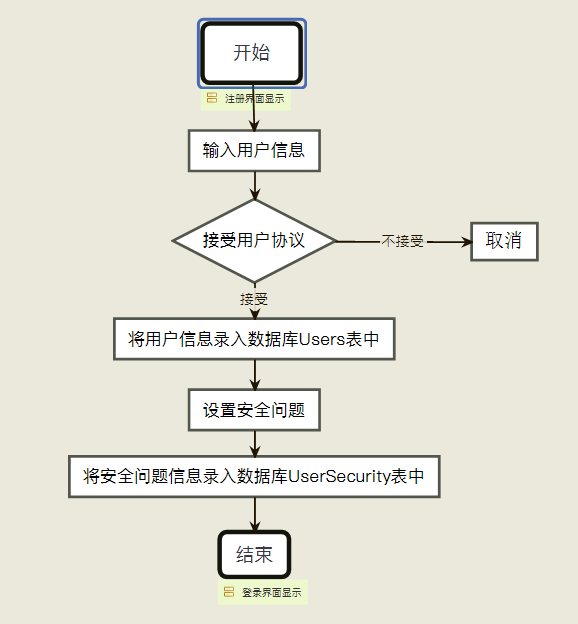 开始
注册界面显示
输入用户信息
接受用户协议
不接受
取消
接受
将用户信息录入数据库Users表中
设置安全问题
将安全问题信息录入数据库UserSecurity表中
结束
登录界面显示